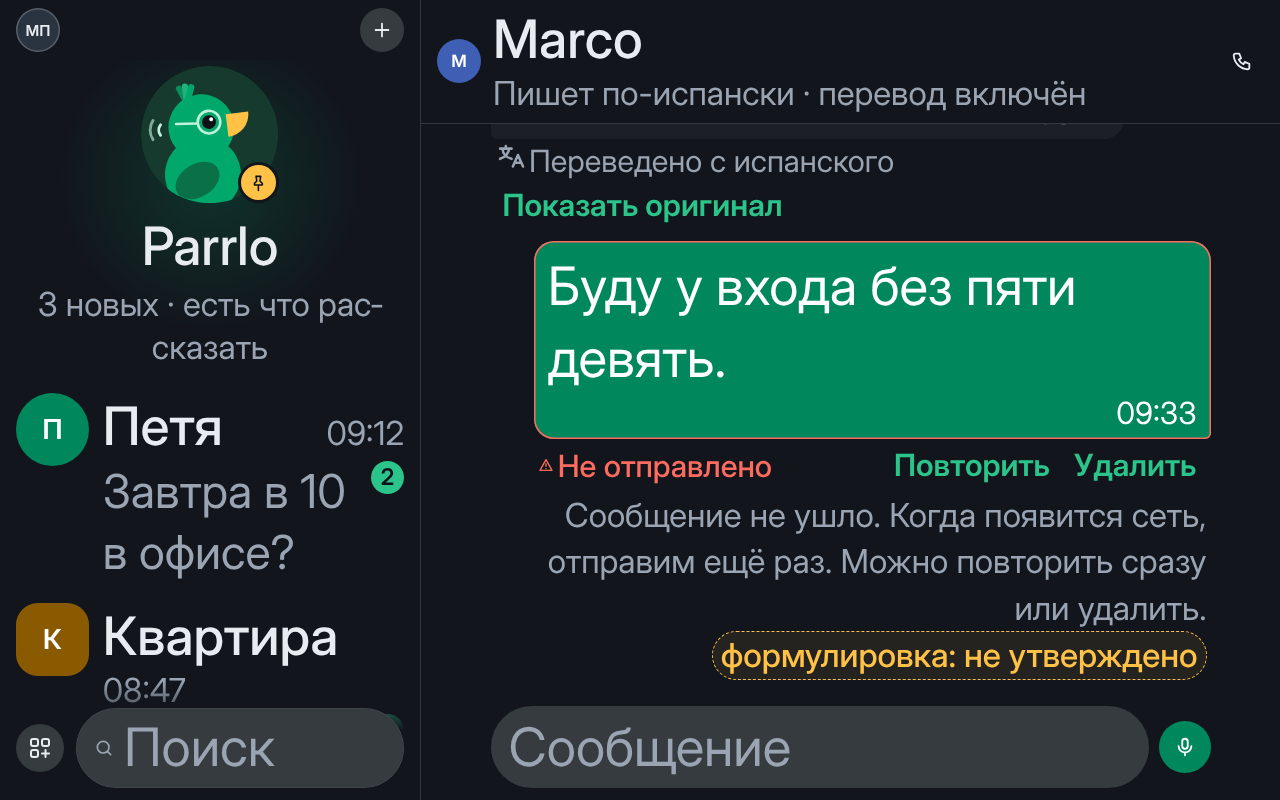 МП
Parrlo
3 новых · есть что рас-
сказать
П
Петя
09:12
Завтра в 10
в офисе?
2
К
Квартира
08:47
Поиск
M
Marco
Пишет по-испански · перевод включён
Переведено с испанского
Показать оригинал
Буду у входа без пяти
девять.
09:33
Не отправлено
Повторить
Удалить
Сообщение не ушло. Когда появится сеть,
отправим ещё раз. Можно повторить сразу
или удалить.
формулировка: не утверждено
Сообщение